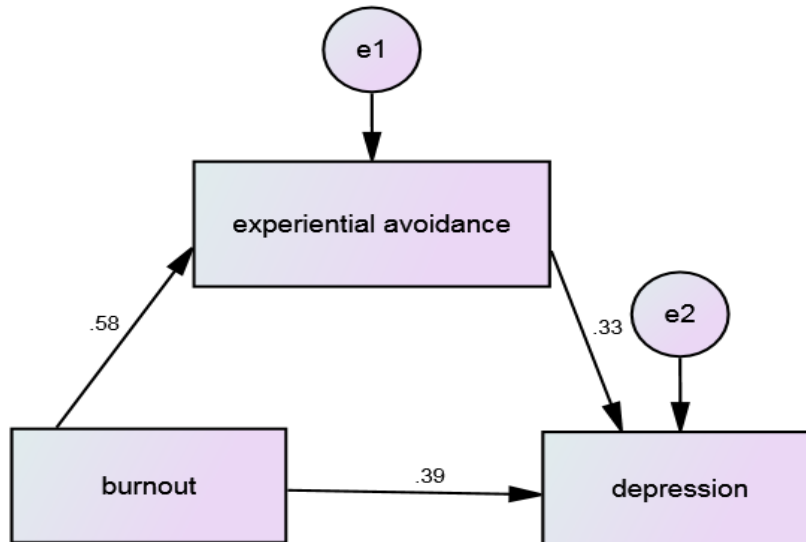 e1
experiential avoidance
.58
.33
e2
burnout
.39
depression